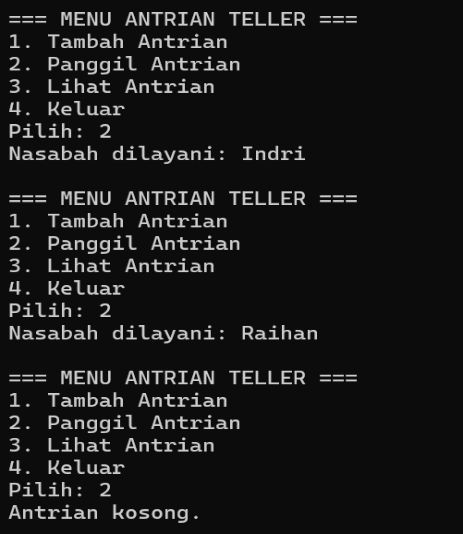 === MENU ANTRIAN TELLER ===
1. Tambah Antrian
2. Panggil Antrian
3. Lihat Antrian
4. Keluar
Pilih: 2
Nasabah dilayani: Indri

=== MENU ANTRIAN TELLER ===
1. Tambah Antrian
2. Panggil Antrian
3. Lihat Antrian
4. Keluar
Pilih: 2
Nasabah dilayani: Raihan

=== MENU ANTRIAN TELLER ===
1. Tambah Antrian
2. Panggil Antrian
3. Lihat Antrian
4. Keluar
Pilih: 2
Antrian kosong.